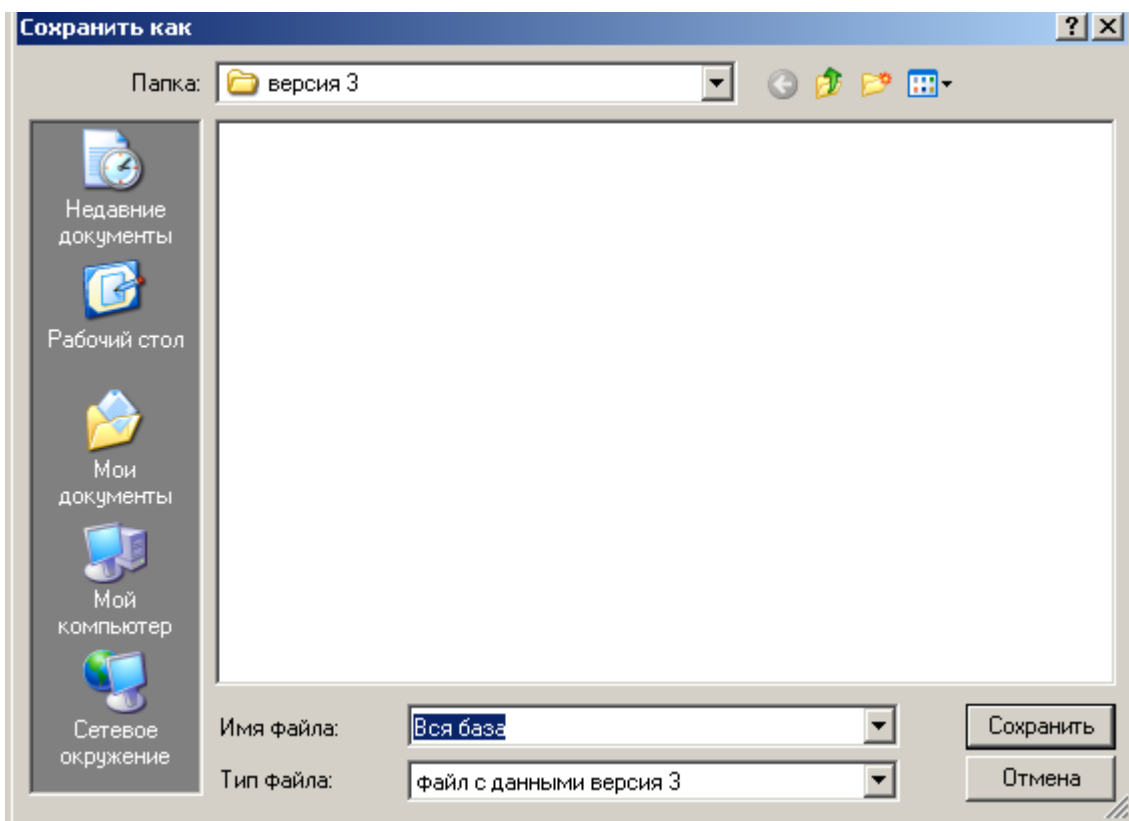 Сохранить как
Папка: версия 3
Недавние
документы
Рабочий стол
Мои
документы
Мой
компьютер
Сетевое
окружение
Имя файла: Вся база Сохранить
Тип файла: файл с данными версия 3 Отмена